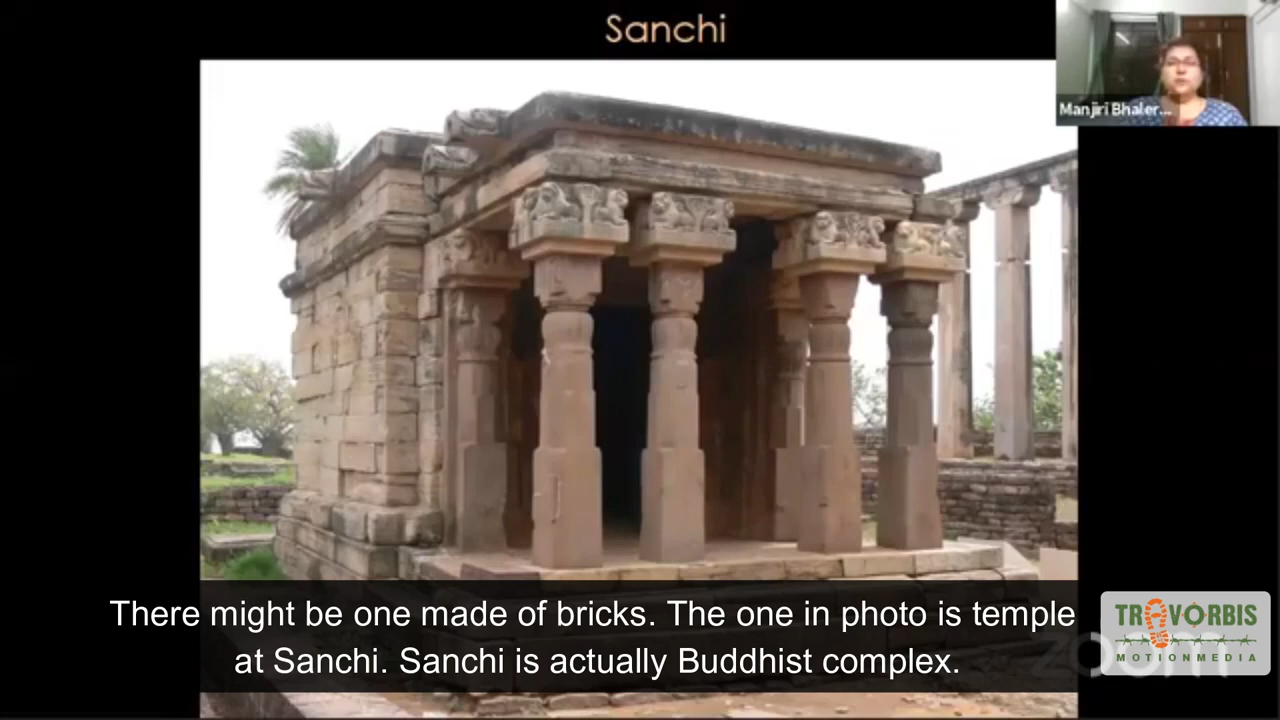 Sanchi
Manjiri Bhaler...
There might be one made of bricks. The one in photo is temple
at Sanchi. Sanchi is actually Buddhist complex.
zoom
TRAVORBIS
MOTIONMEDIA